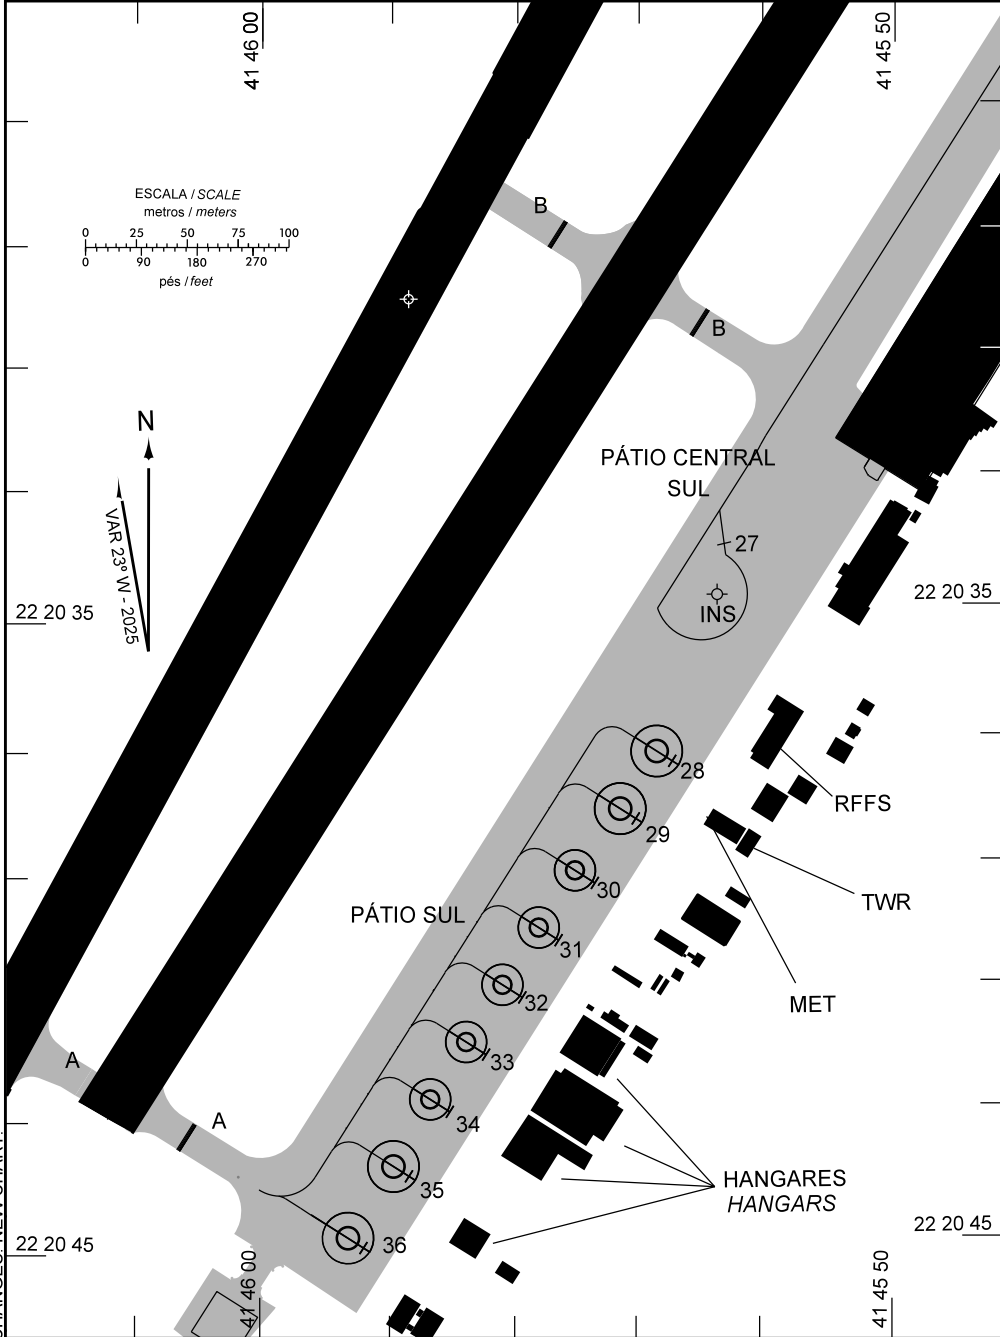 41 46 00
41 45 50
ESCALA / SCALE
metros / meters
0 25 50 75 100
0 90 180 270
pés / feet
B
B
N
VAR 23º W - 2025
PÁTIO CENTRAL
SUL
27
INS
22 20 35
22 20 35
28
RFFS
29
30
TWR
PÁTIO SUL
31
32
MET
33
A
34
A
35
HANGARES
HANGARS
36
22 20 45
22 20 45
41 46 00
41 45 50